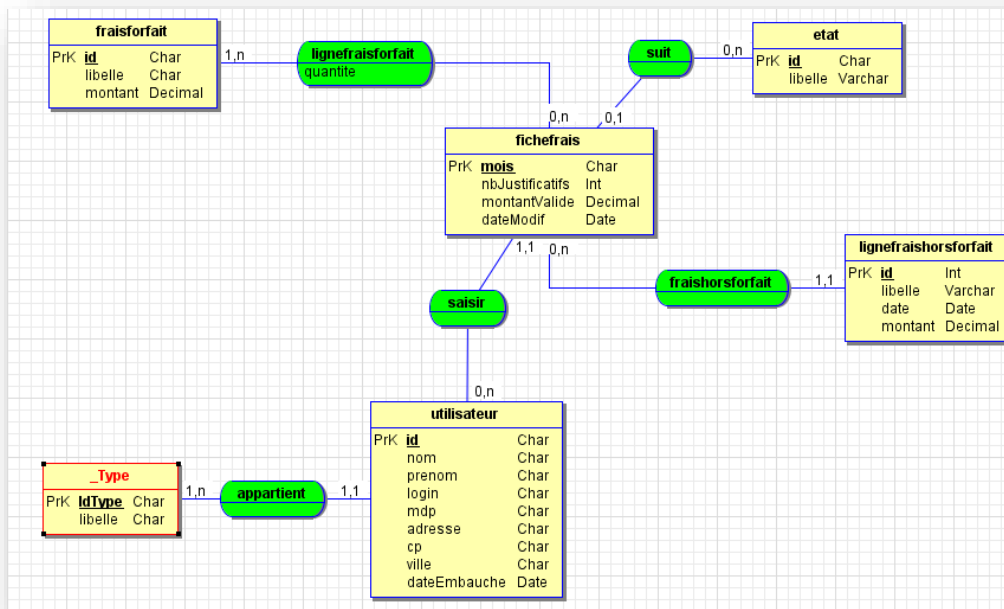 fraisforfait
PrK id Char
libelle Char
montant Decimal
1,n
lignefraisforfait
quantite
0,n
suit
0,1
0,n
etat
PrK id Char
libelle Varchar
fichefrais
PrK mois Char
nbJustificatifs Int
montantValide Decimal
dateModif Date
1,1
0,n
fraishorsforfait
1,1
lignefraishorsforfait
PrK id Int
libelle Varchar
date Date
montant Decimal
saisir
0,n
utilisateur
PrK id Char
nom Char
prenom Char
login Char
mdp Char
adresse Char
cp Char
ville Char
dateEmbauche Date
_Type
PrK IdType Char
libelle Char
1,n
appartient
1,1